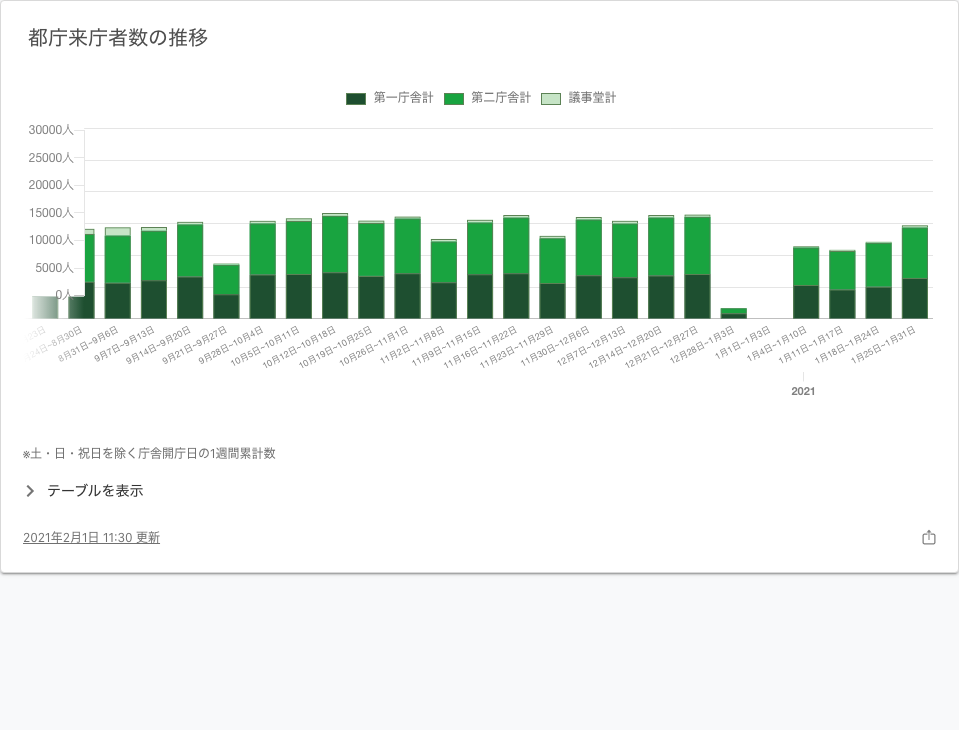 都庁来庁者数の推移
第一庁舎計 第二庁舎計 議事堂計
30000人
25000人
20000人
15000人
10000人
5000人
0人
8月31日~9月6日
9月7日~9月13日
9月14日~9月20日
9月21日~9月27日
9月28日~10月4日
10月5日~10月11日
10月12日~10月18日
10月19日~10月25日
10月26日~11月1日
11月2日~11月8日
11月9日~11月15日
11月16日~11月22日
11月23日~11月29日
11月30日~12月6日
12月7日~12月13日
12月14日~12月20日
12月21日~12月27日
12月28日~1月3日
1月1日~1月3日
1月4日~1月10日
1月11日~1月17日
1月18日~1月24日
1月25日~1月31日
2021
※土・日・祝日を除く庁舎開庁日の1週間累計数
テーブルを表示
2021年2月1日 11:30 更新